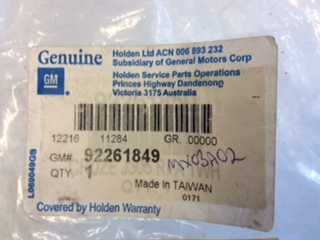 Genuine
GM
Holden Ltd ACN 006 893 232
Subsidiary of General Motors Corp
Holden Service Parts Operations
Princes Highway Dandenong
Victoria 3175 Australia
12216 11284 GR. .00000
GM# 92261849
MX03A02
QTY. 1
Made In TAIWAN
0171
Covered by Holden Warranty
L069049GS